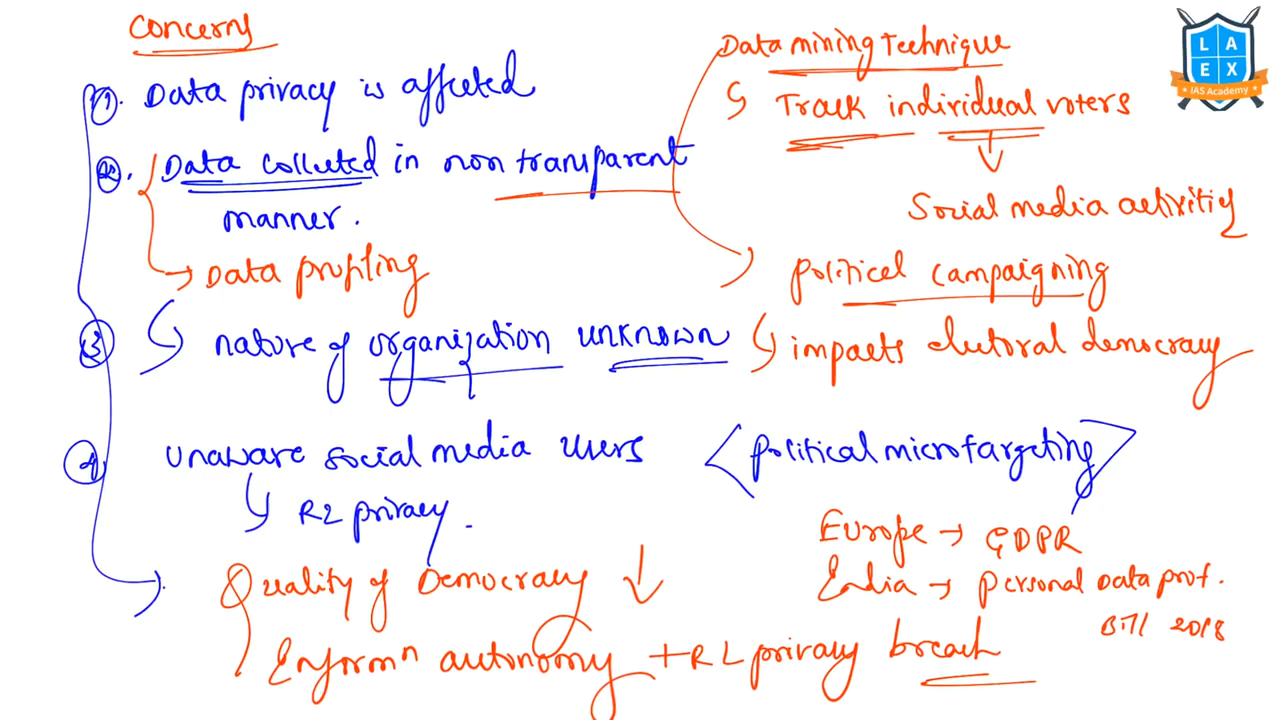 Concerns
(1). Data privacy is affected
(2). Data collected in non transparent
manner.
→ Data profiling
(3) nature of organization unknown
(4) unaware social media users
R2 privacy.
Quality of Democracy ↓
Informⁿ autonomy + R2 privacy breach
Data mining Technique
Track individual voters
Social media activities
political campaigning
impacts electoral democracy
<political microtargeting>
Europe → GDPR
India → Personal Data prot.
Bill 2018
L A
E X
IAS Academy